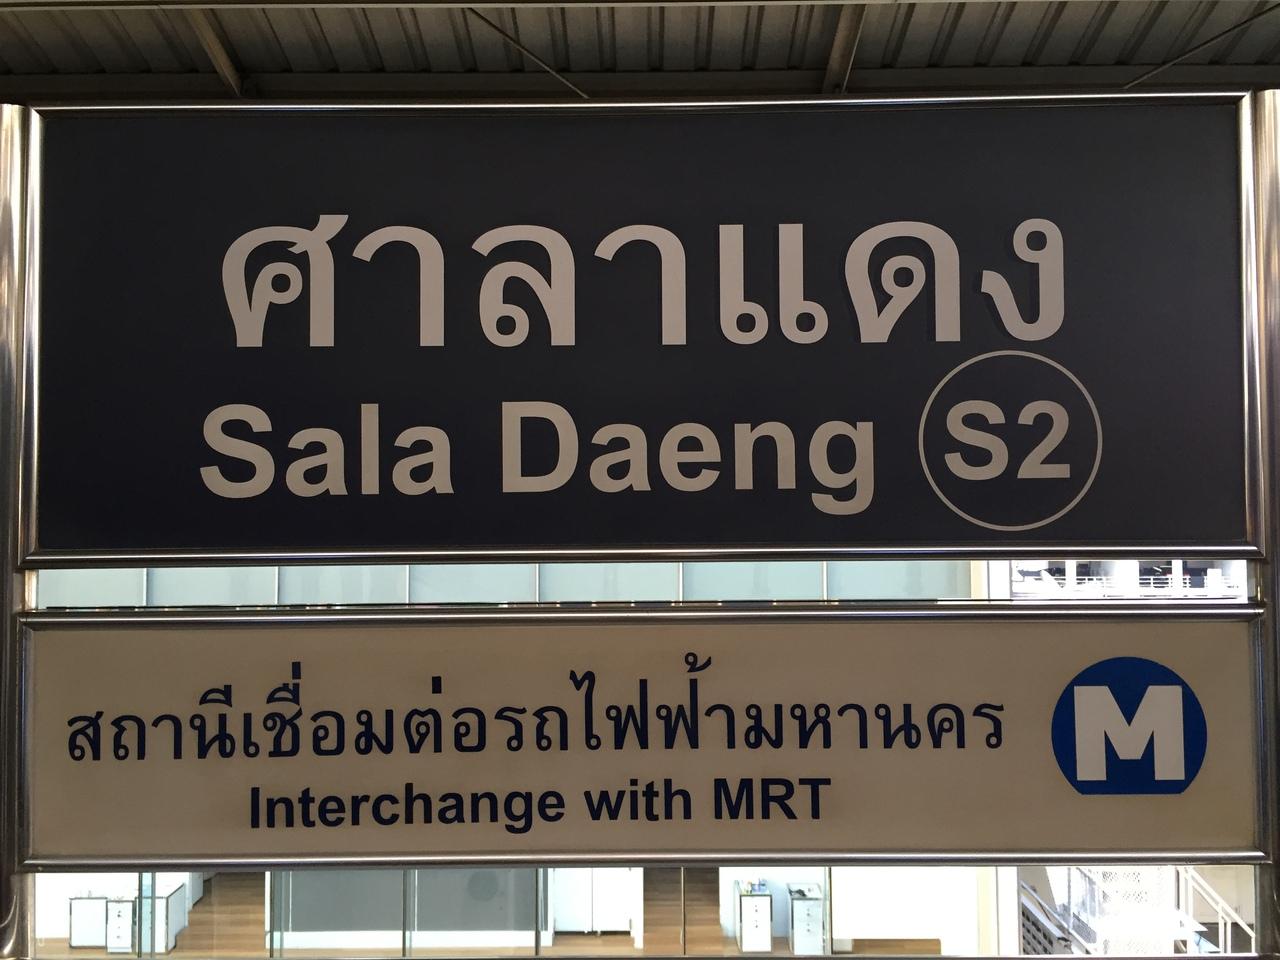 ศาลาแดง
Sala Daeng S2
สถานีเชื่อมต่อรถไฟฟ้ามหานคร
Interchange with MRT
M